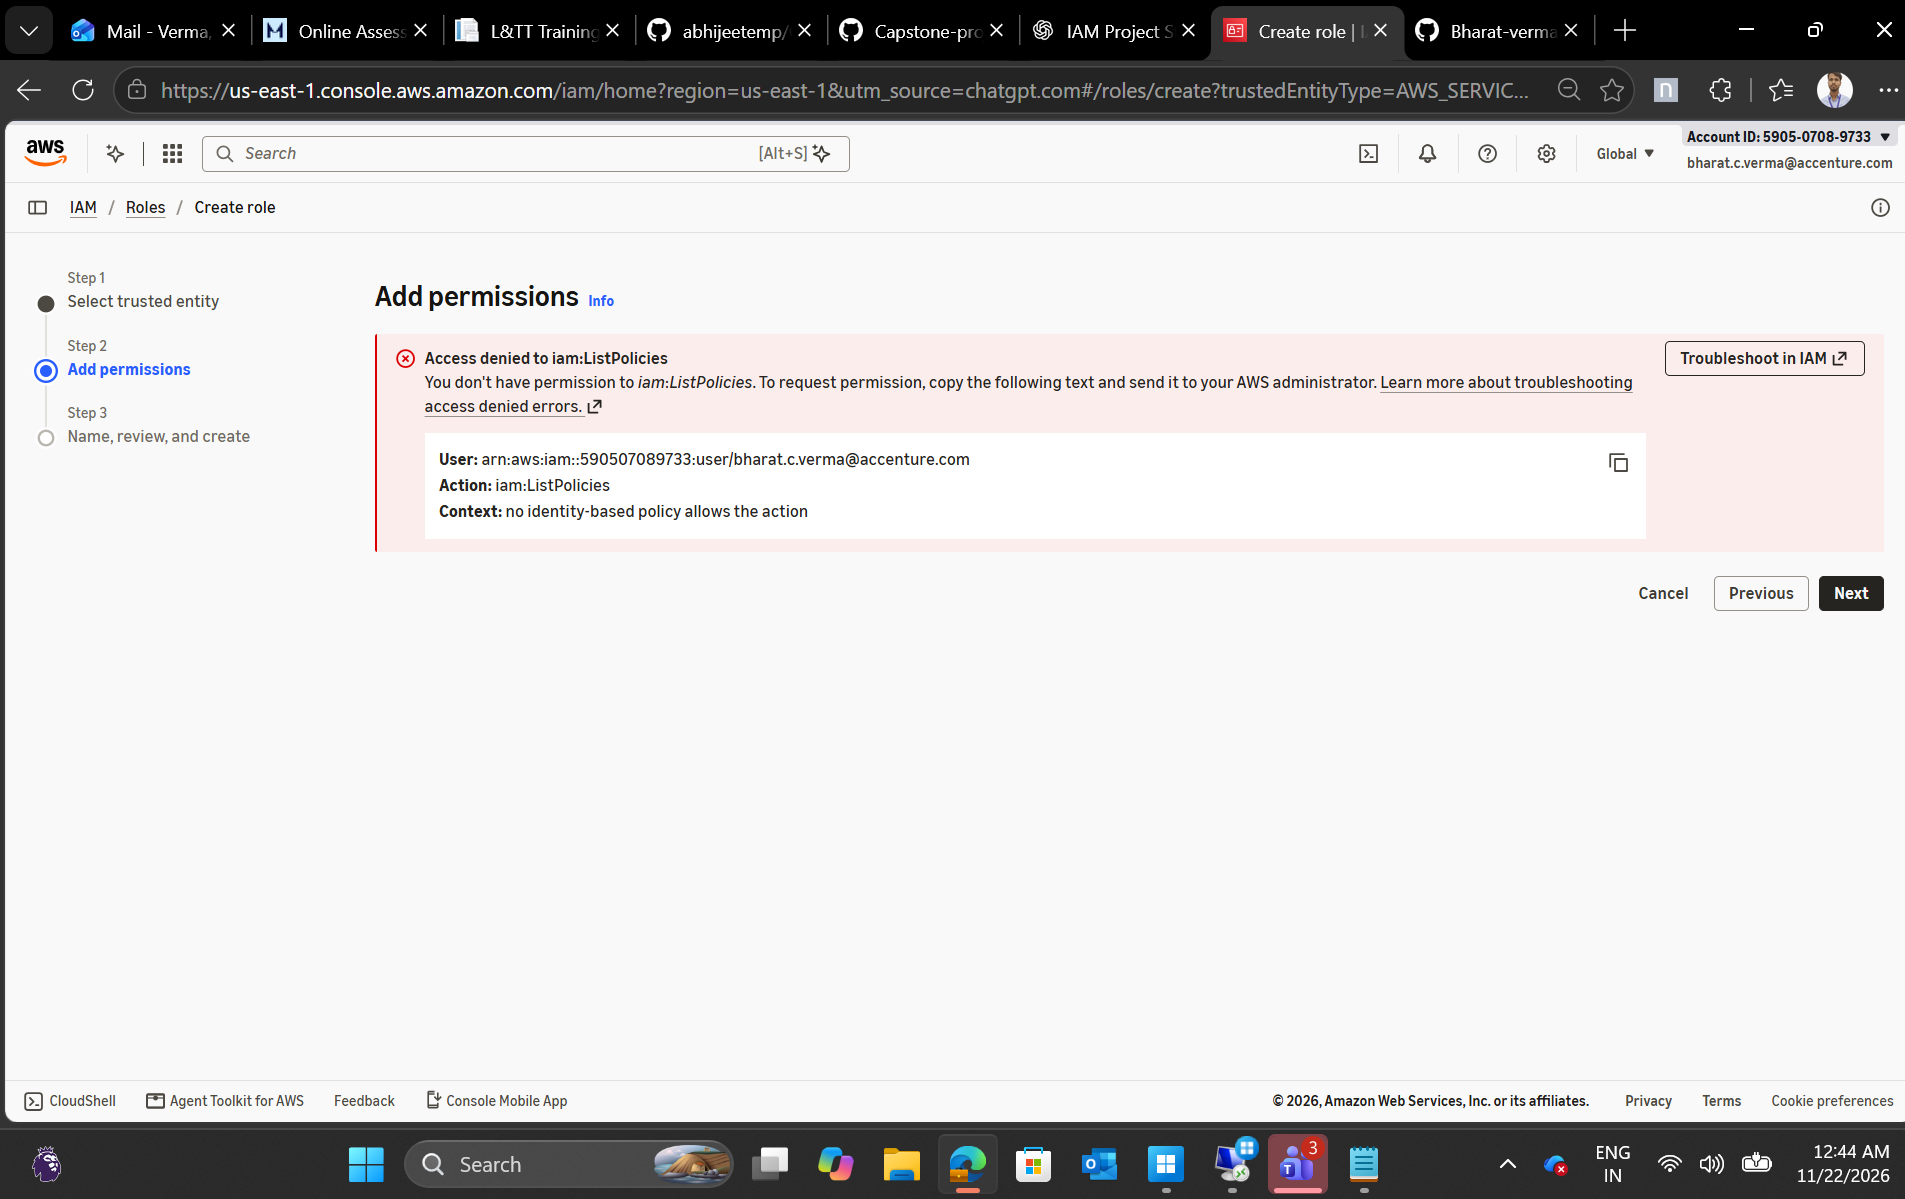 Mail - Verma,
Online Assess
L&TT Training
abhijeetemp/
Capstone-pro
IAM Project S
Create role |
Bharat-verma
https://us-east-1.console.aws.amazon.com/iam/home?region=us-east-1&utm_source=chatgpt.com#/roles/create?trustedEntityType=AWS_SERVIC...
n
aws
Search
[Alt+S]
Global
Account ID: 5905-0708-9733
bharat.c.verma@accenture.com
IAM / Roles / Create role
Step 1
Select trusted entity
Step 2
Add permissions
Step 3
Name, review, and create
Add permissions Info
Access denied to iam:ListPolicies
You don't have permission to iam:ListPolicies. To request permission, copy the following text and send it to your AWS administrator. Learn more about troubleshooting
access denied errors.
Troubleshoot in IAM
User: arn:aws:iam::590507089733:user/bharat.c.verma@accenture.com
Action: iam:ListPolicies
Context: no identity-based policy allows the action
Cancel
Previous
Next
CloudShell
Agent Toolkit for AWS
Feedback
Console Mobile App
© 2026, Amazon Web Services, Inc. or its affiliates.
Privacy
Terms
Cookie preferences
Search
3
ENG
IN
12:44 AM
11/22/2026